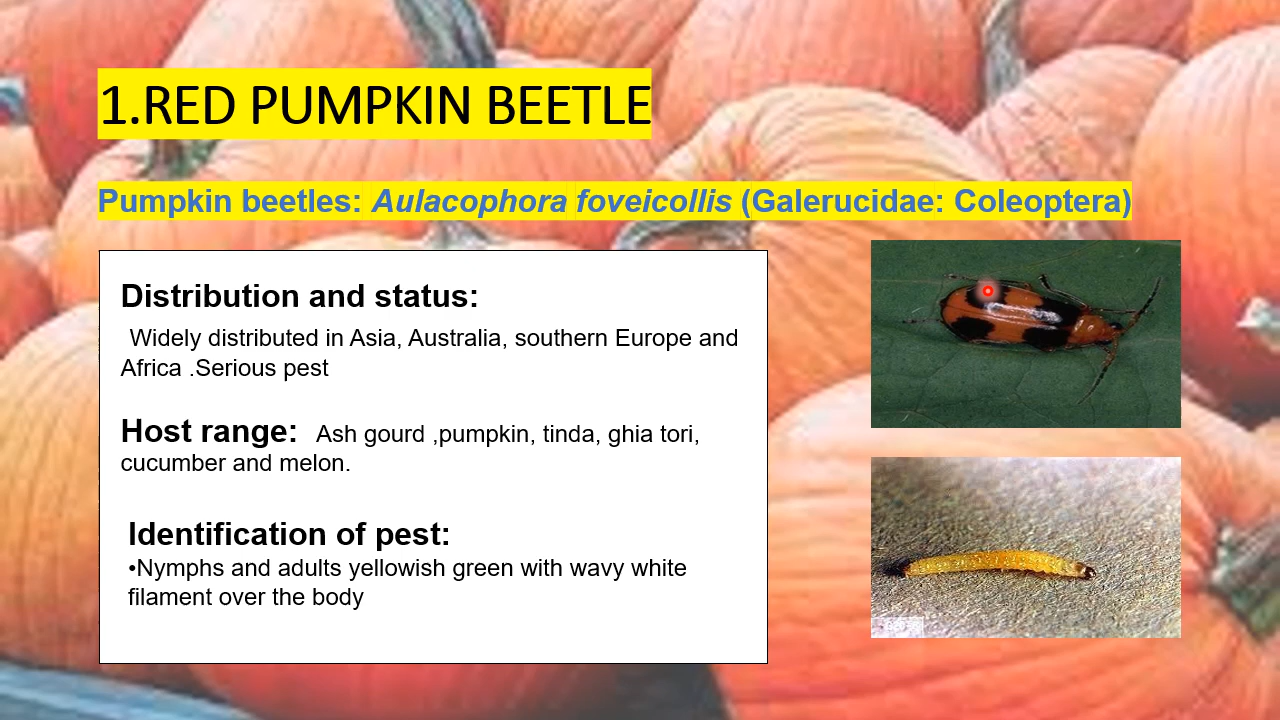 1.RED PUMPKIN BEETLE
Pumpkin beetles: Aulacophora foveicollis (Galerucidae: Coleoptera)
Distribution and status:
Widely distributed in Asia, Australia, southern Europe and
Africa .Serious pest
Host range: Ash gourd ,pumpkin, tinda, ghia tori,
cucumber and melon.
Identification of pest:
•Nymphs and adults yellowish green with wavy white
filament over the body